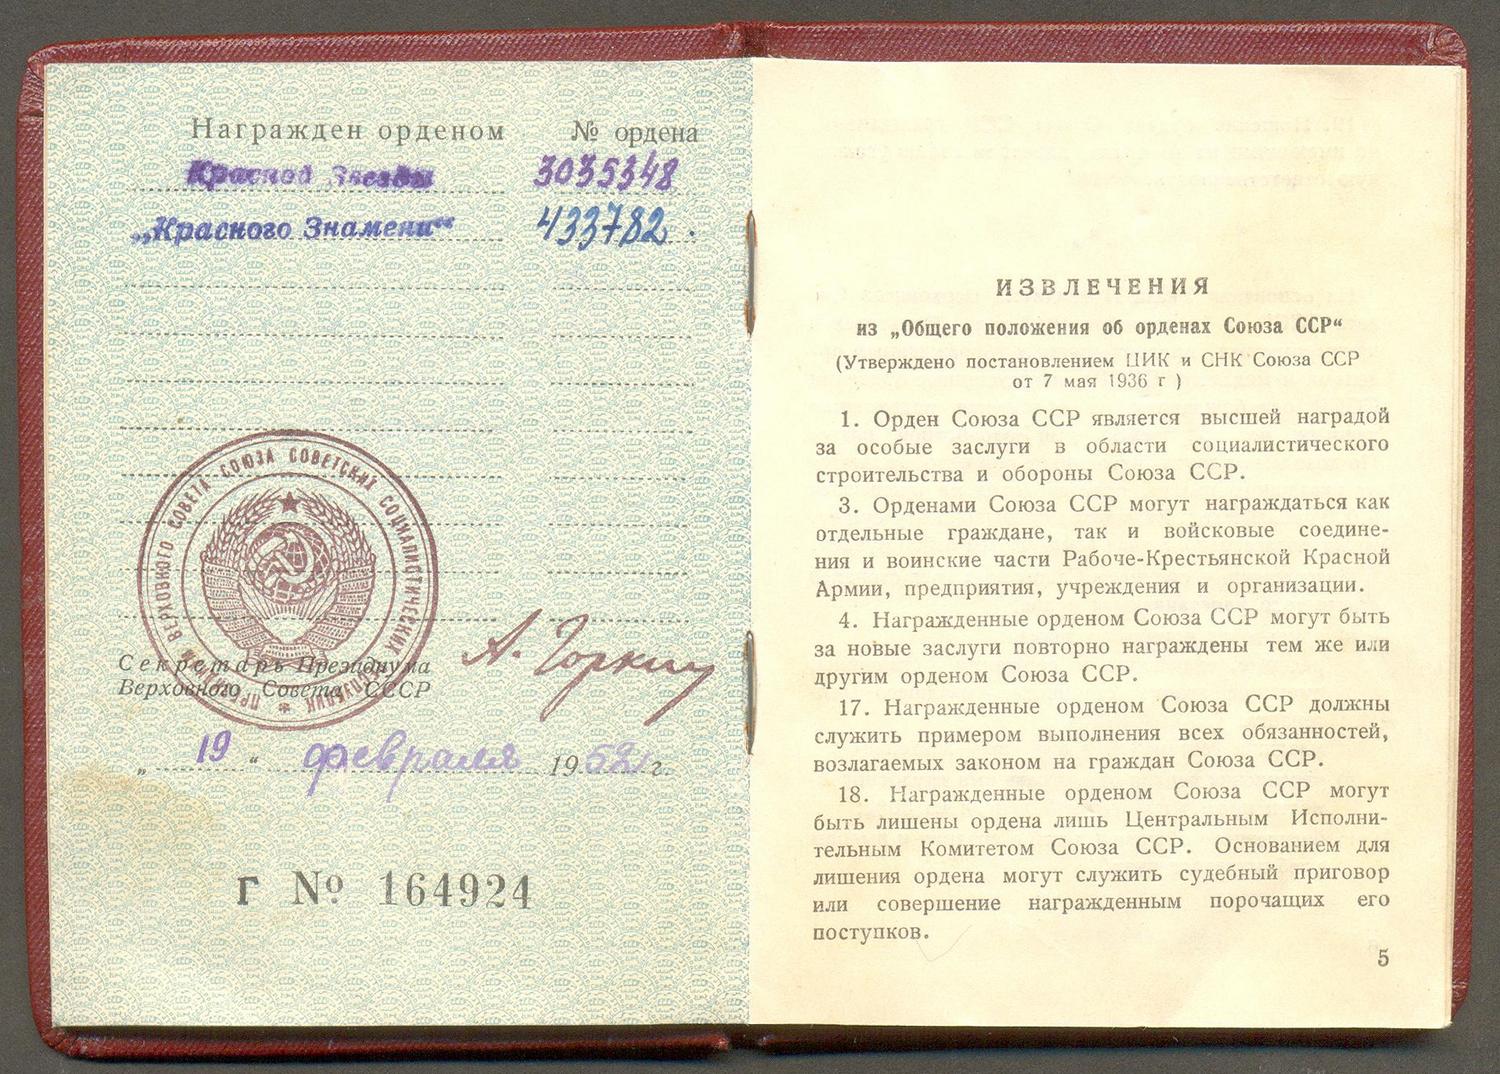 Награжден орденом № ордена
Красной Звезды 3035348
„Красного Знамени“ 433782.
ПРЕЗИДИУМ ВЕРХОВНОГО СОВЕТА СОЮЗА СОВЕТСКИХ СОЦИАЛИСТИЧЕСКИХ РЕСПУБЛИК
Секретарь Президиума
Верховного Совета СССР
А. Горкин
„ 19 “ февраля 1952 г.
Г № 164924
ИЗВЛЕЧЕНИЯ
из „Общего положения об орденах Союза ССР“
(Утверждено постановлением ЦИК и СНК Союза ССР
от 7 мая 1936 г )
1. Орден Союза ССР является высшей наградой
за особые заслуги в области социалистического
строительства и обороны Союза ССР.
3. Орденами Союза ССР могут награждаться как
отдельные граждане, так и войсковые соедине-
ния и воинские части Рабоче-Крестьянской Красной
Армии, предприятия, учреждения и организации.
4. Награжденные орденом Союза ССР могут быть
за новые заслуги повторно награждены тем же или
другим орденом Союза ССР.
17. Награжденные орденом Союза ССР должны
служить примером выполнения всех обязанностей,
возлагаемых законом на граждан Союза ССР.
18. Награжденные орденом Союза ССР могут
быть лишены ордена лишь Центральным Исполни-
тельным Комитетом Союза ССР. Основанием для
лишения ордена могут служить судебный приговор
или совершение награжденным порочащих его
поступков.
5